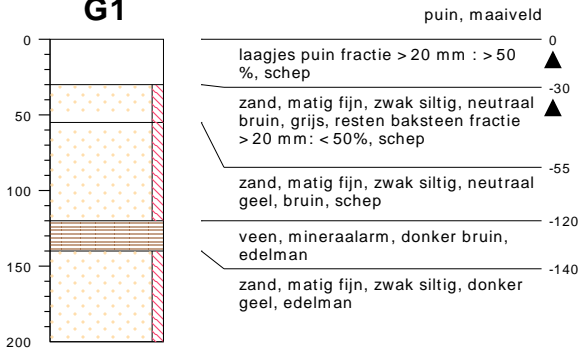 G1
puin, maaiveld
0
0
laagjes puin fractie >20 mm : >50
%, schep
-30
zand, matig fijn, zwak siltig, neutraal
bruin, grijs, resten baksteen fractie
>20 mm: <50%, schep
50
-55
zand, matig fijn, zwak siltig, neutraal
geel, bruin, schep
100
-120
veen, mineraalarm, donker bruin,
edelman
150
-140
zand, matig fijn, zwak siltig, donker
geel, edelman
200